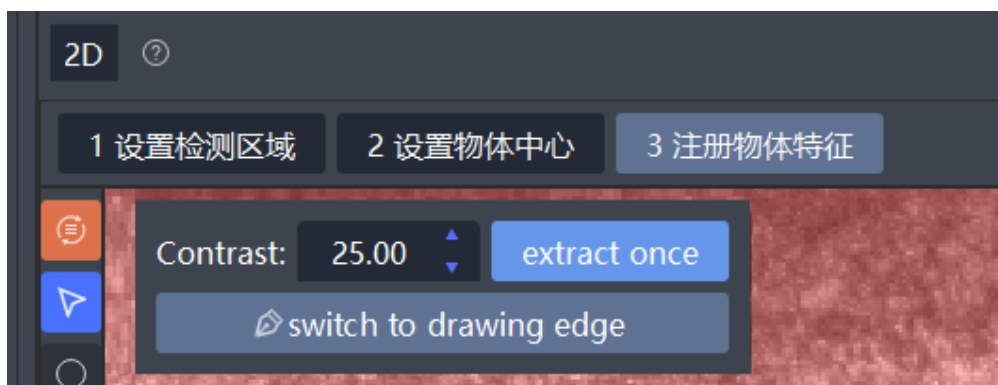 2D ?
1 设置检测区域 2 设置物体中心 3 注册物体特征
Contrast: 25.00 extract once
switch to drawing edge